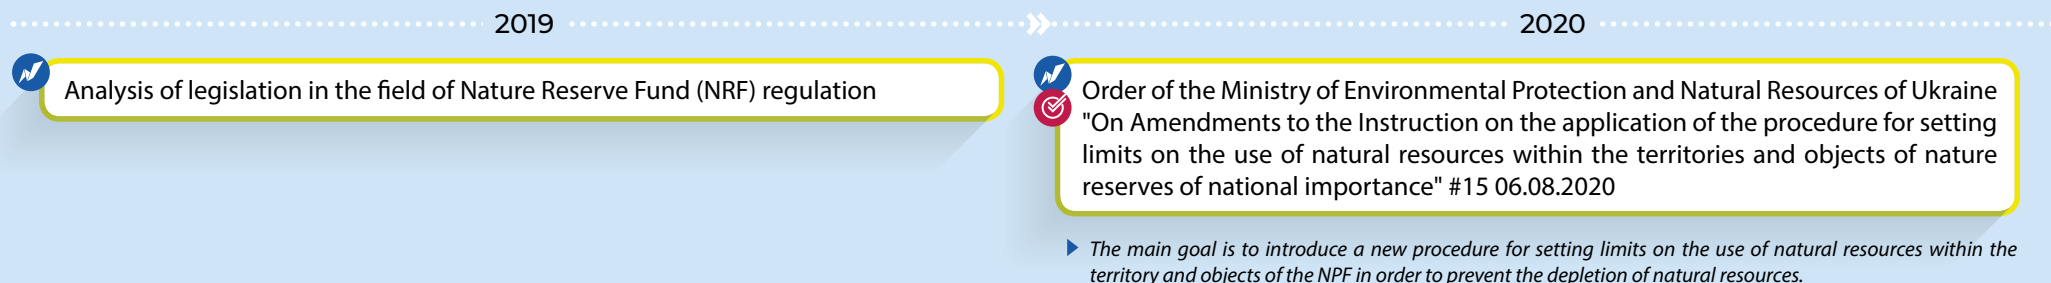 2019
2020
Analysis of legislation in the field of Nature Reserve Fund (NRF) regulation
Order of the Ministry of Environmental Protection and Natural Resources of Ukraine
"On Amendments to the Instruction on the application of the procedure for setting
limits on the use of natural resources within the territories and objects of nature
reserves of national importance" #15 06.08.2020
The main goal is to introduce a new procedure for setting limits on the use of natural resources within the
territory and objects of the NPF in order to prevent the depletion of natural resources.